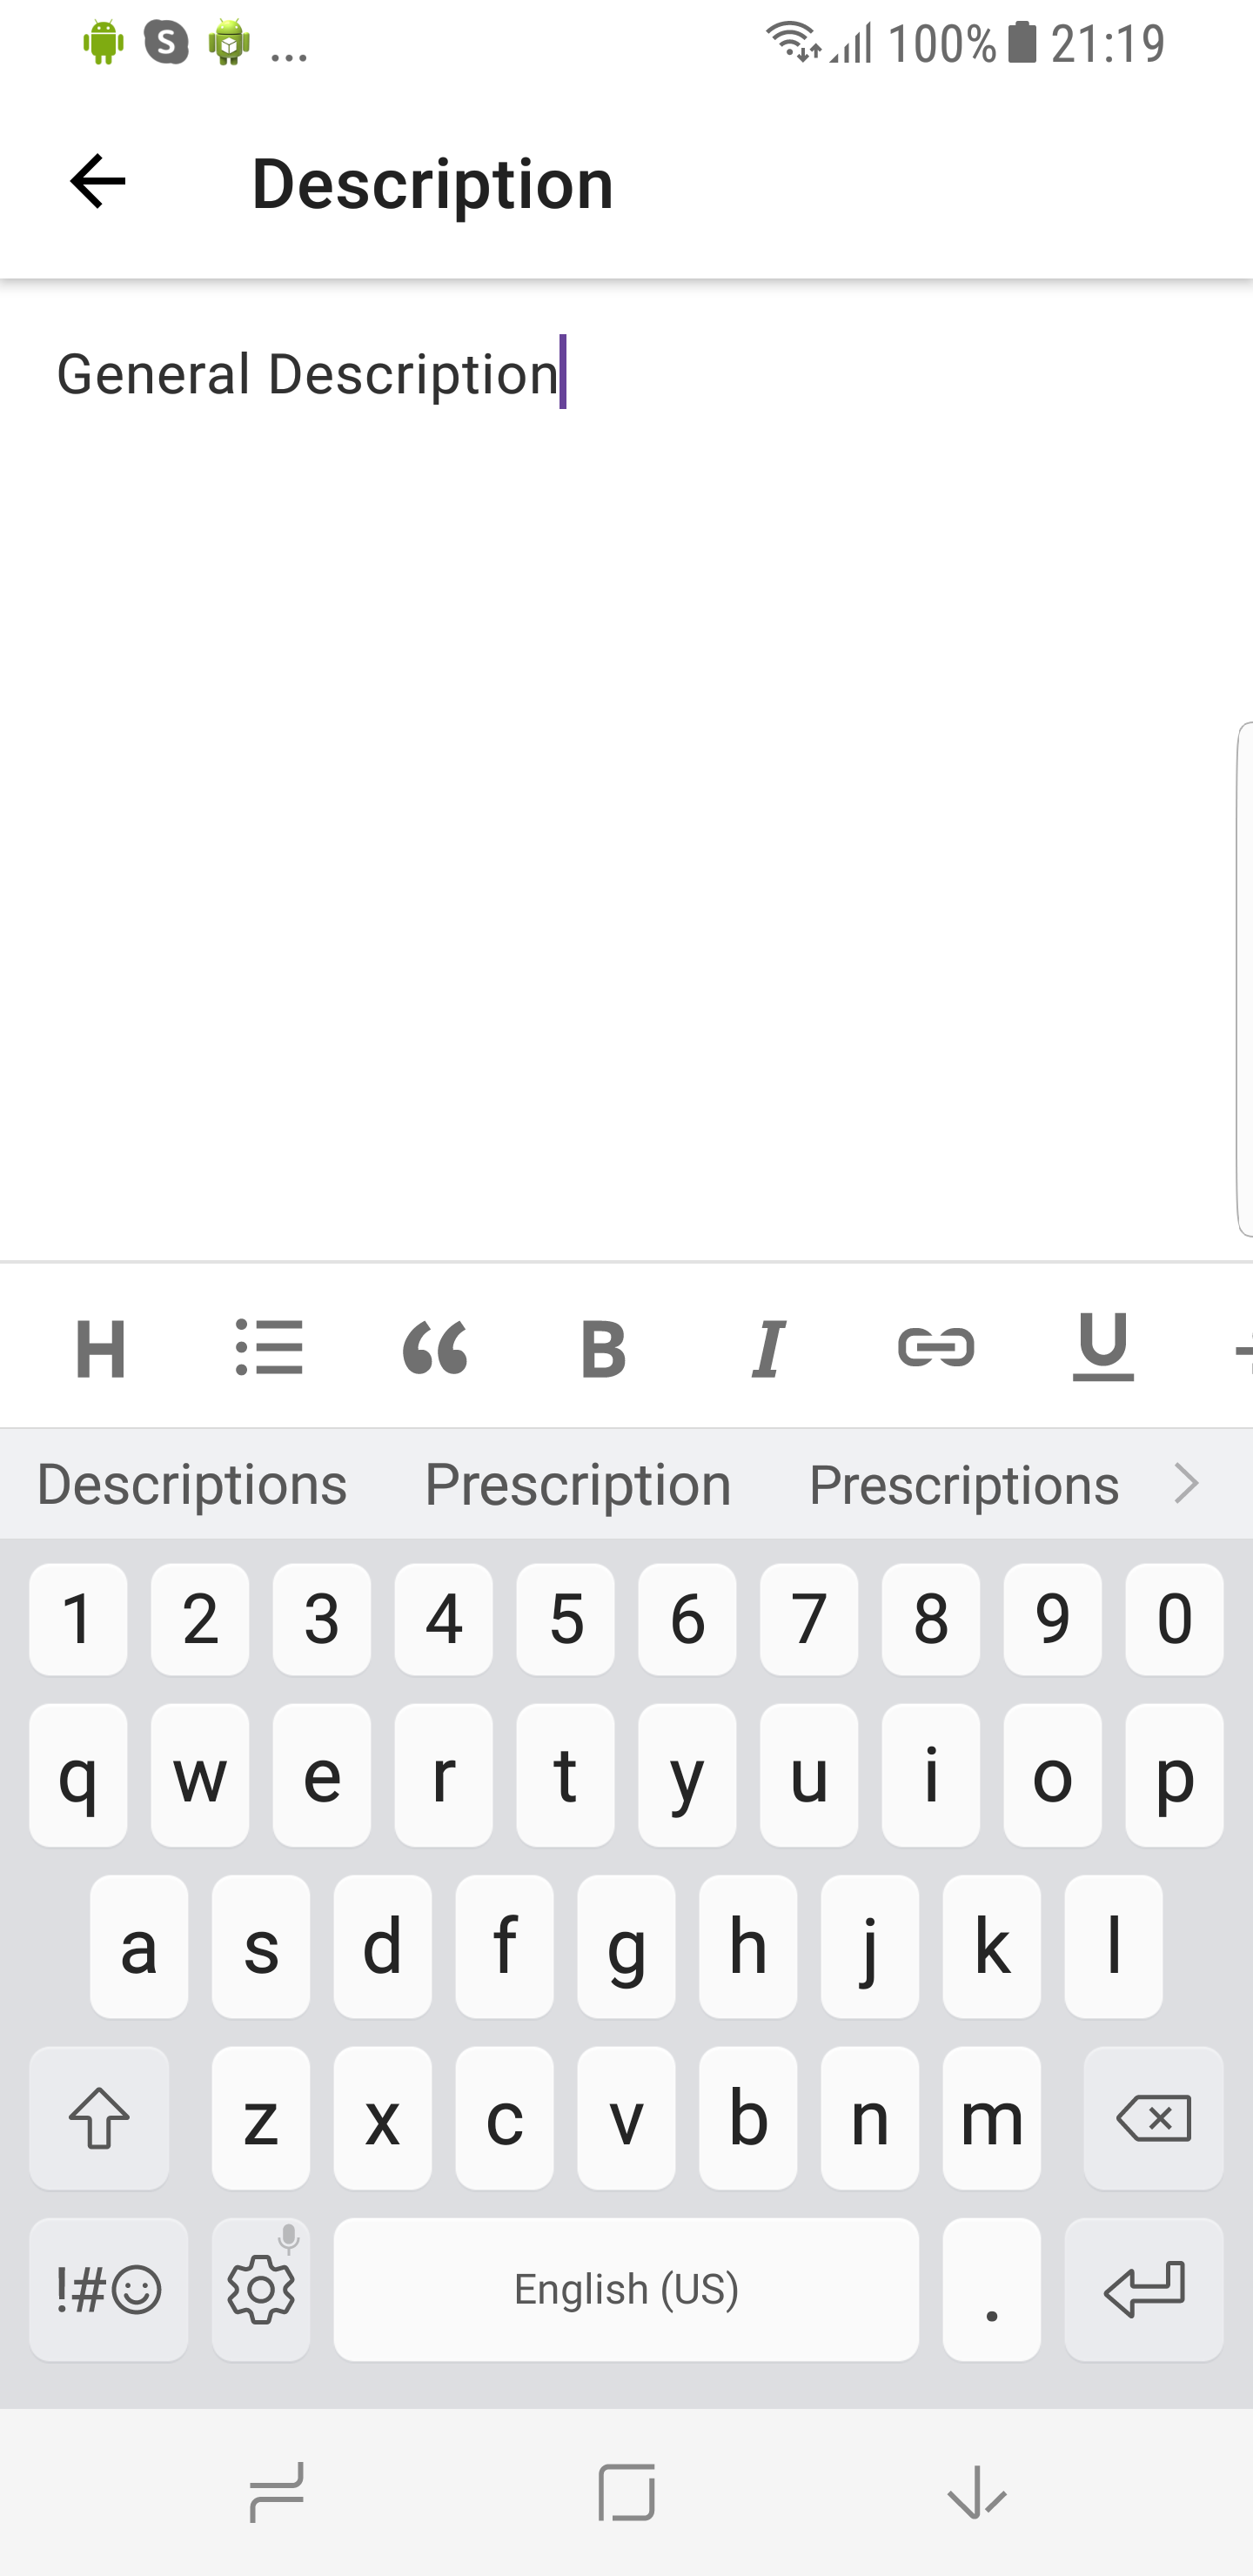 ... 100% 21:19
Description
General Description
H B I U
Descriptions Prescription Prescriptions
1 2 3 4 5 6 7 8 9 0
q w e r t y u i o p
a s d f g h j k l
z x c v b n m
!#☺ English (US) .